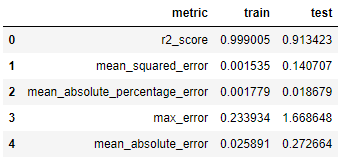 metric train test
0 r2_score 0.999005 0.913423
1 mean_squared_error 0.001535 0.140707
2 mean_absolute_percentage_error 0.001779 0.018679
3 max_error 0.233934 1.668648
4 mean_absolute_error 0.025891 0.272664